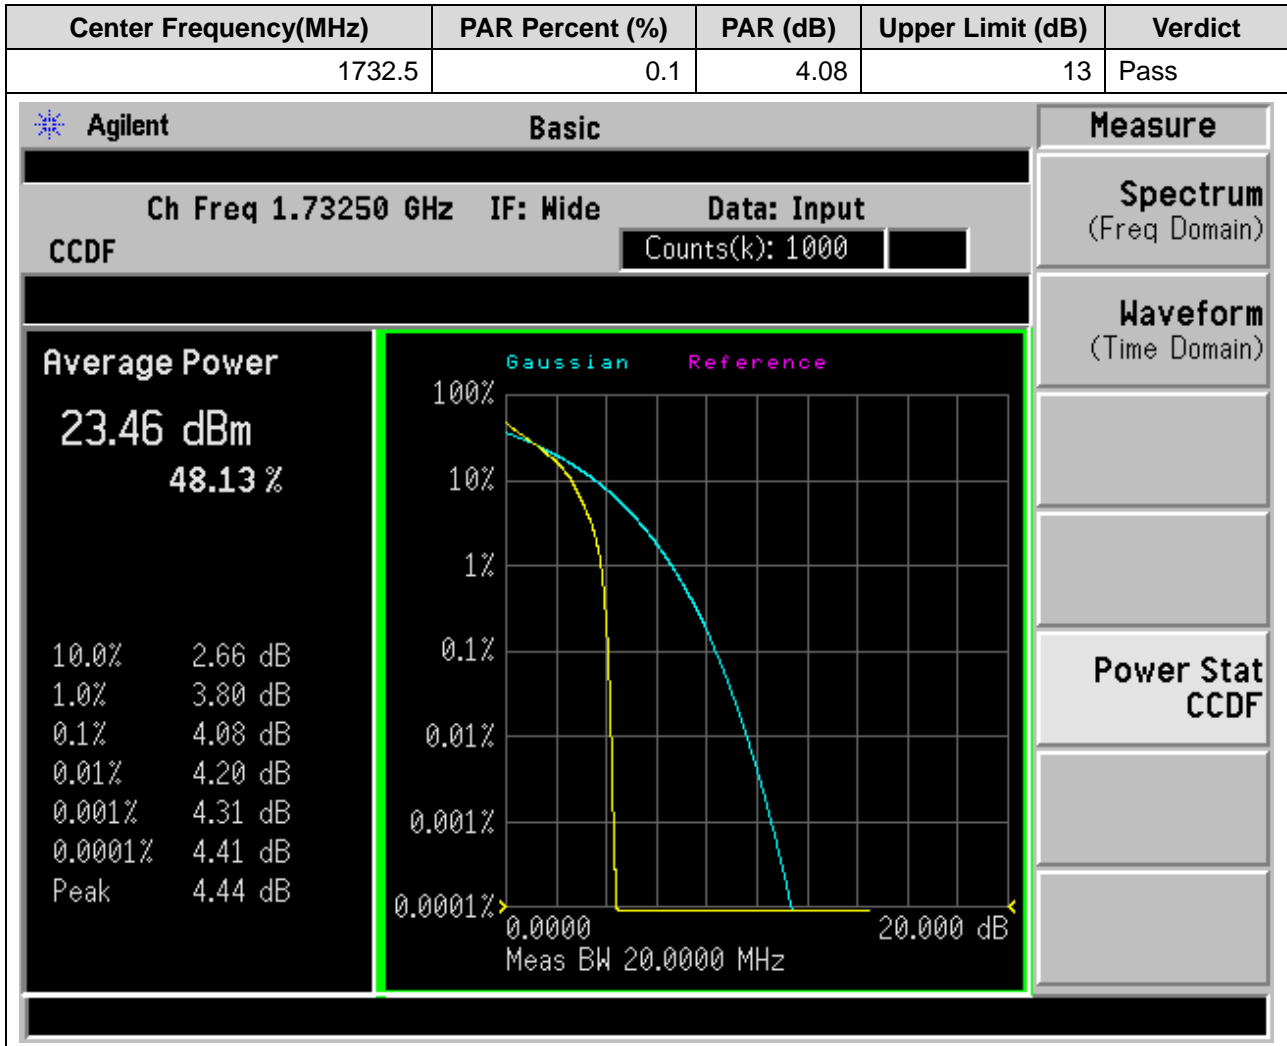 Center Frequency(MHz) PAR Percent (%) PAR (dB) Upper Limit (dB) Verdict
1732.5 0.1 4.08 13 Pass
Agilent Basic Measure
Ch Freq 1.73250 GHz IF: Wide Data: Input
CCDF Counts(k): 1000
Spectrum
(Freq Domain)
Waveform
(Time Domain)
Power Stat
CCDF
Average Power
23.46 dBm
48.13 %
10.0% 2.66 dB
1.0% 3.80 dB
0.1% 4.08 dB
0.01% 4.20 dB
0.001% 4.31 dB
0.0001% 4.41 dB
Peak 4.44 dB
Gaussian Reference
100%
10%
1%
0.1%
0.01%
0.001%
0.0001%
0.0000 20.000 dB
Meas BW 20.0000 MHz